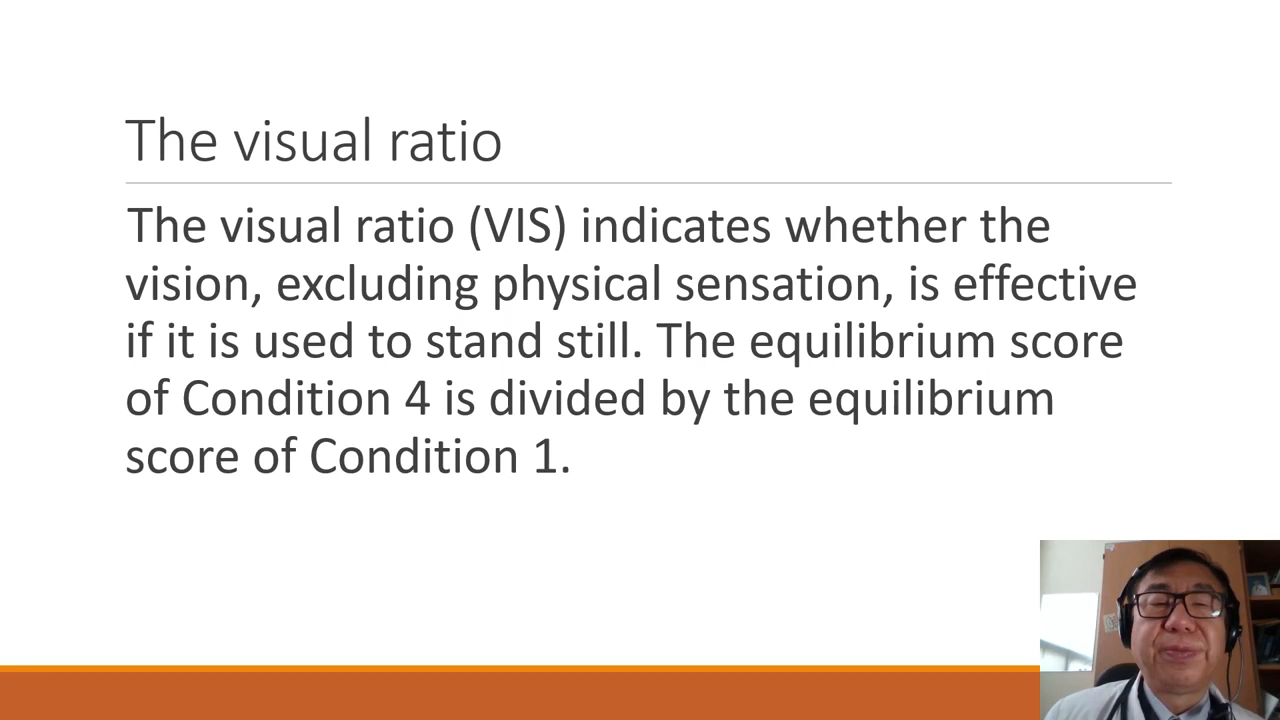 The visual ratio
The visual ratio (VIS) indicates whether the
vision, excluding physical sensation, is effective
if it is used to stand still. The equilibrium score
of Condition 4 is divided by the equilibrium
score of Condition 1.